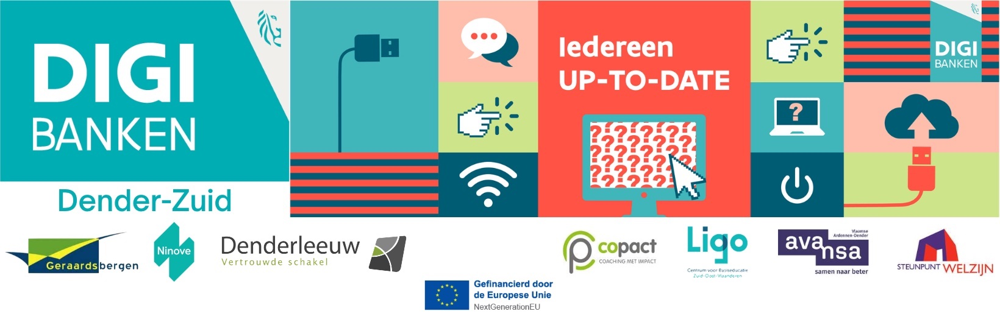 DIGI
BANKEN
Dender-Zuid
Iedereen
UP-TO-DATE
?
DIGI
BANKEN
Geraardsbergen
Ninove
Denderleeuw
Vertrouwde schakel
copact
COACHING MET IMPACT
Ligo
Centrum voor Basiseducatie
Zuid-Oost-Vlaanderen
Vlaamse
Ardennen-Dender
avansa
samen naar beter
STEUNPUNT WELZIJN
Gefinancierd door
de Europese Unie
NextGenerationEU